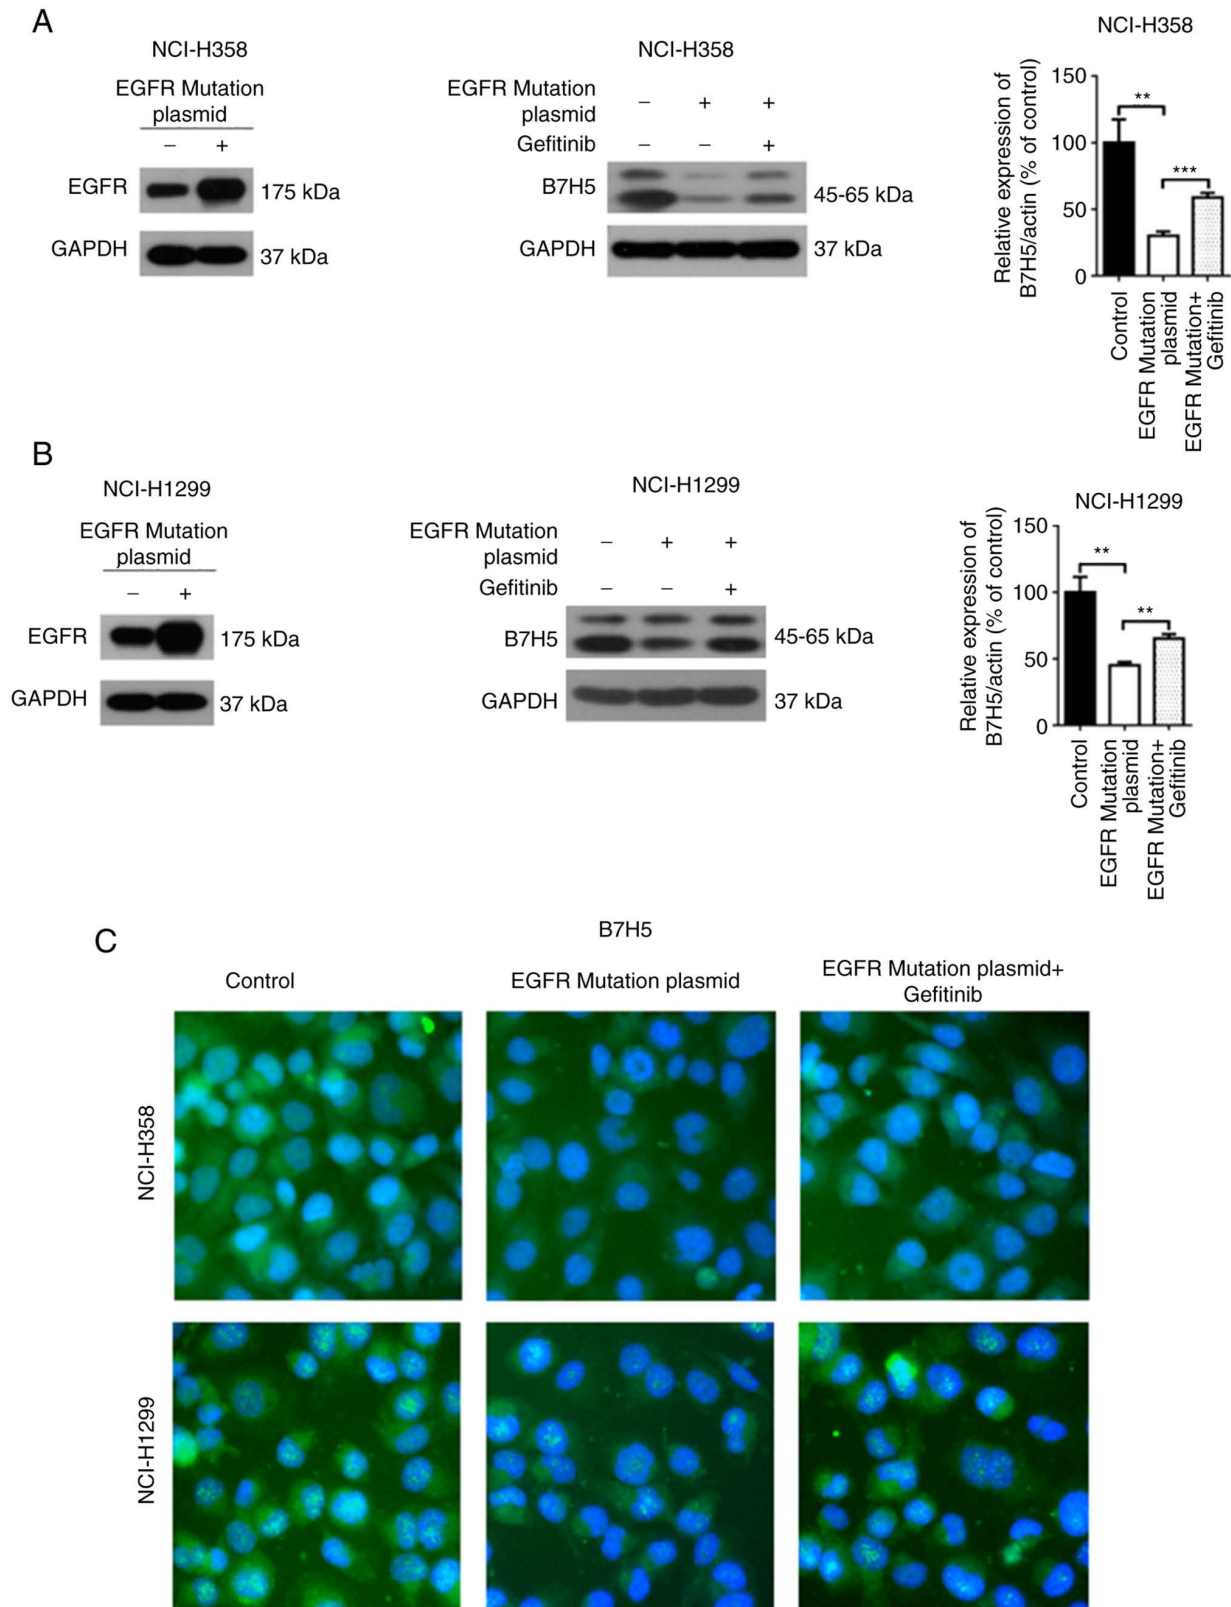 A
NCI-H358
EGFR Mutation
plasmid
– +
EGFR 175 kDa
GAPDH 37 kDa
NCI-H358
EGFR Mutation
plasmid – + +
Gefitinib – – +
B7H5 45-65 kDa
GAPDH 37 kDa
NCI-H358
Relative expression of
B7H5/actin (% of control)
150
100
50
0
**
***
Control
EGFR Mutation
plasmid
EGFR Mutation+
Gefitinib
B
NCI-H1299
EGFR Mutation
plasmid
– +
EGFR 175 kDa
GAPDH 37 kDa
NCI-H1299
EGFR Mutation
plasmid – + +
Gefitinib – – +
B7H5 45-65 kDa
GAPDH 37 kDa
NCI-H1299
Relative expression of
B7H5/actin (% of control)
150
100
50
0
**
**
Control
EGFR Mutation
plasmid
EGFR Mutation+
Gefitinib
C
B7H5
Control
EGFR Mutation plasmid
EGFR Mutation plasmid+
Gefitinib
NCI-H358
NCI-H1299